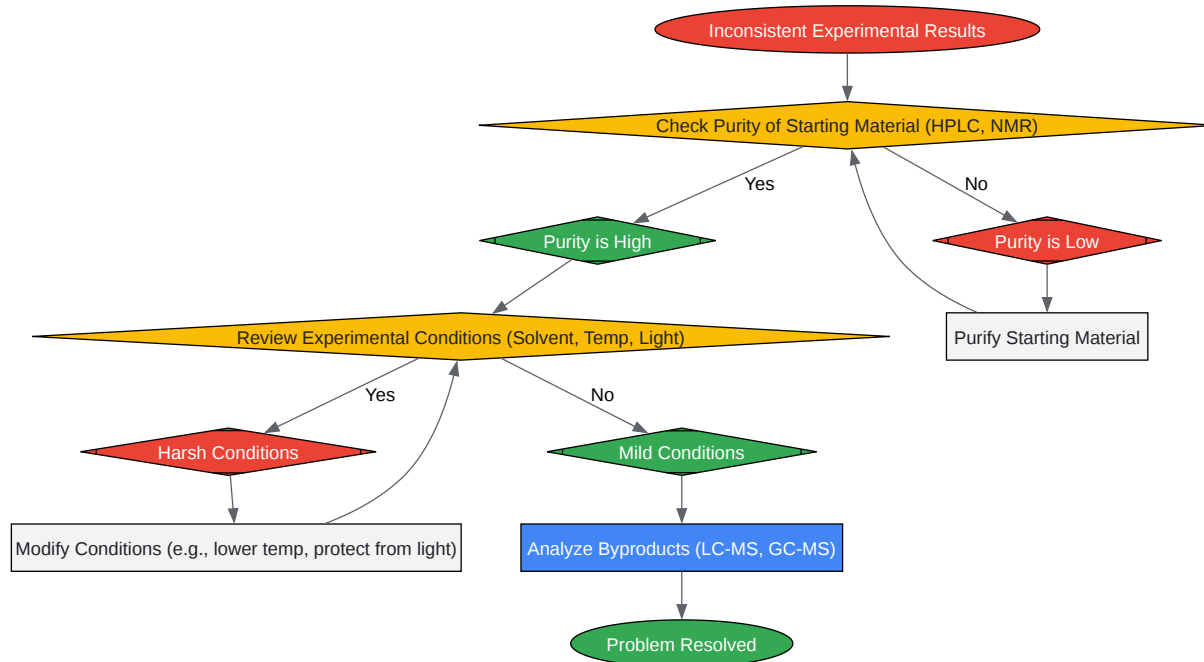 Inconsistent Experimental Results
Check Purity of Starting Material (HPLC, NMR)
Yes
No
Purity is High
Purity is Low
Review Experimental Conditions (Solvent, Temp, Light)
Purify Starting Material
Yes
No
Harsh Conditions
Mild Conditions
Modify Conditions (e.g., lower temp, protect from light)
Analyze Byproducts (LC-MS, GC-MS)
Problem Resolved